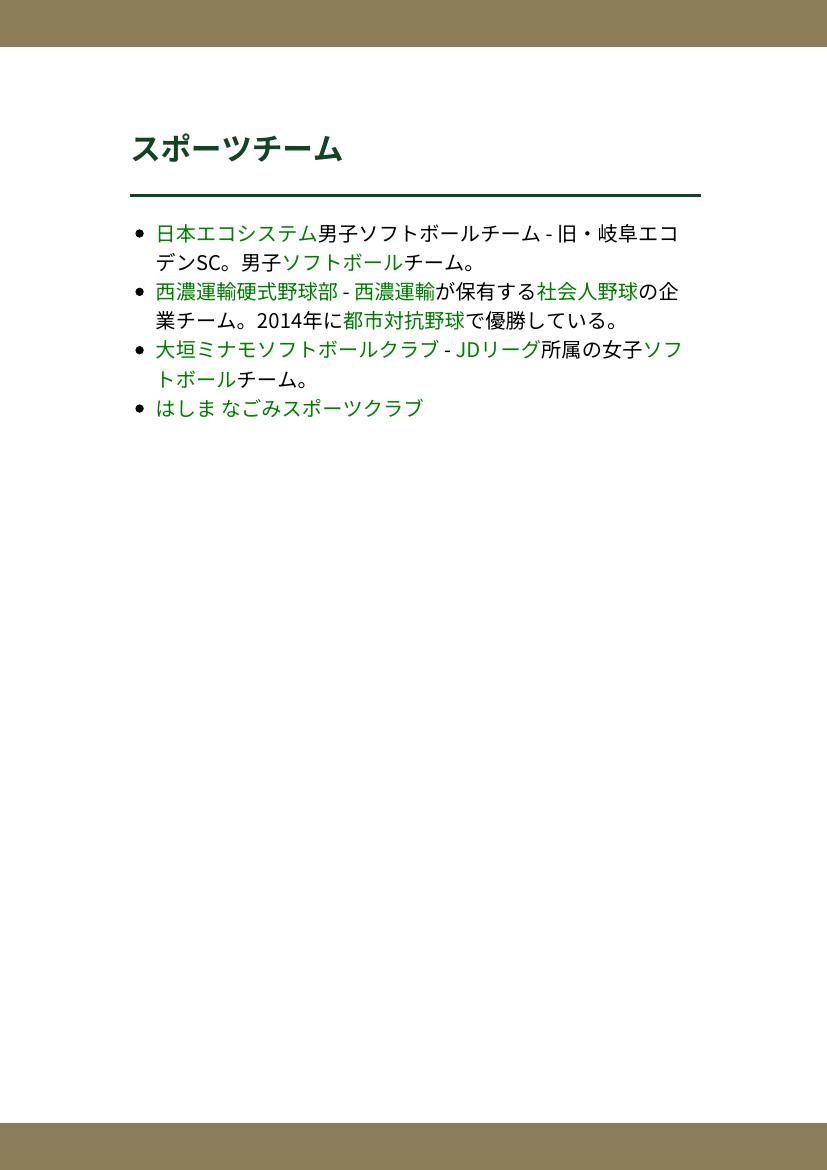 スポーツチーム
日本エコシステム男子ソフトボールチーム - 旧・岐阜エコ
デンSC。男子ソフトボールチーム。
西濃運輸硬式野球部 - 西濃運輸が保有する社会人野球の企
業チーム。2014年に都市対抗野球で優勝している。
大垣ミナモソフトボールクラブ - JDリーグ所属の女子ソフ
トボールチーム。
はしま なごみスポーツクラブ